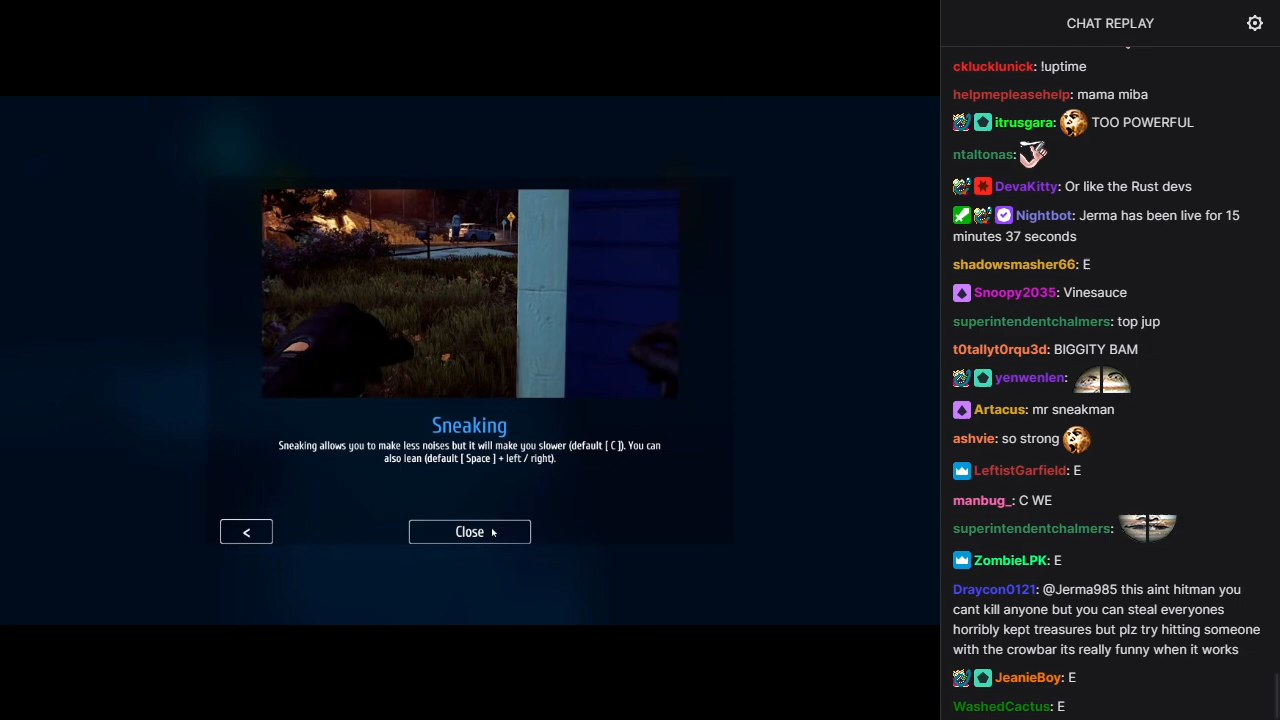 Sneaking
Sneaking allows you to make less noises but it will make you slower (default [ C ]). You can
also lean (default [ Space ] + left / right).
<
Close
CHAT REPLAY
cklucklunick: !uptime
helpmepleasehelp: mama miba
itrusgara: TOO POWERFUL
ntaltonas:
DevaKitty: Or like the Rust devs
Nightbot: Jerma has been live for 15
minutes 37 seconds
shadowsmasher66: E
Snoopy2035: Vinesauce
superintendentchalmers: top jup
t0tallyt0rqu3d: BIGGITY BAM
yenwenlen:
Artacus: mr sneakman
ashvie: so strong
LeftistGarfield: E
manbug_: C WE
superintendentchalmers:
ZombieLPK: E
Draycon0121: @Jerma985 this aint hitman you
cant kill anyone but you can steal everyones
horribly kept treasures but plz try hitting someone
with the crowbar its really funny when it works
JeanieBoy: E
WashedCactus: E